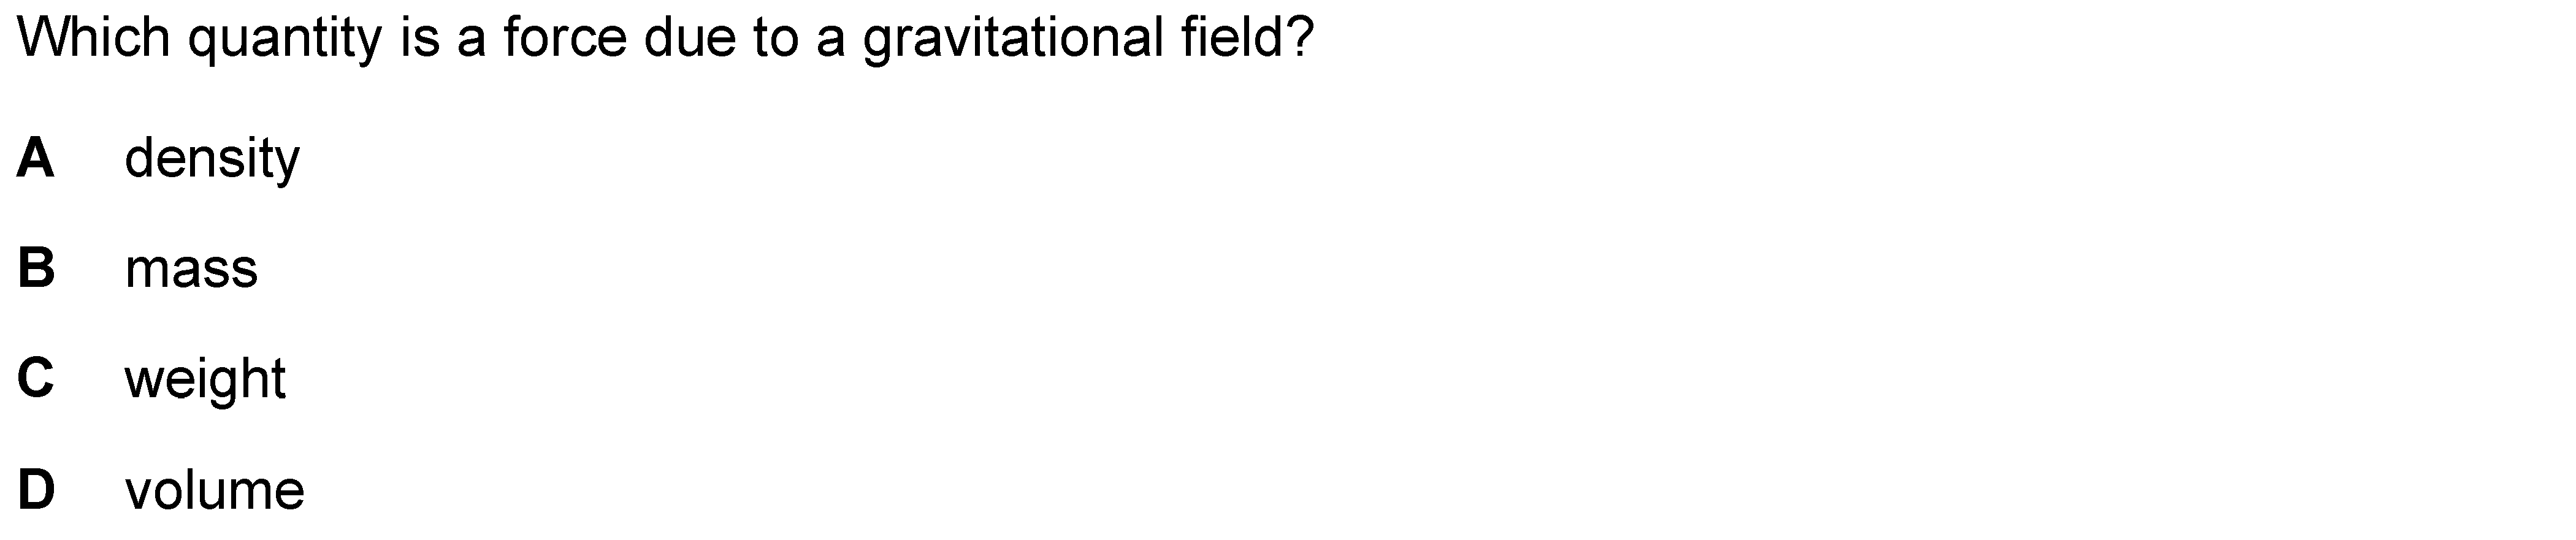 Which quantity is a force due to a gravitational field?
A density
B mass
C weight
D volume